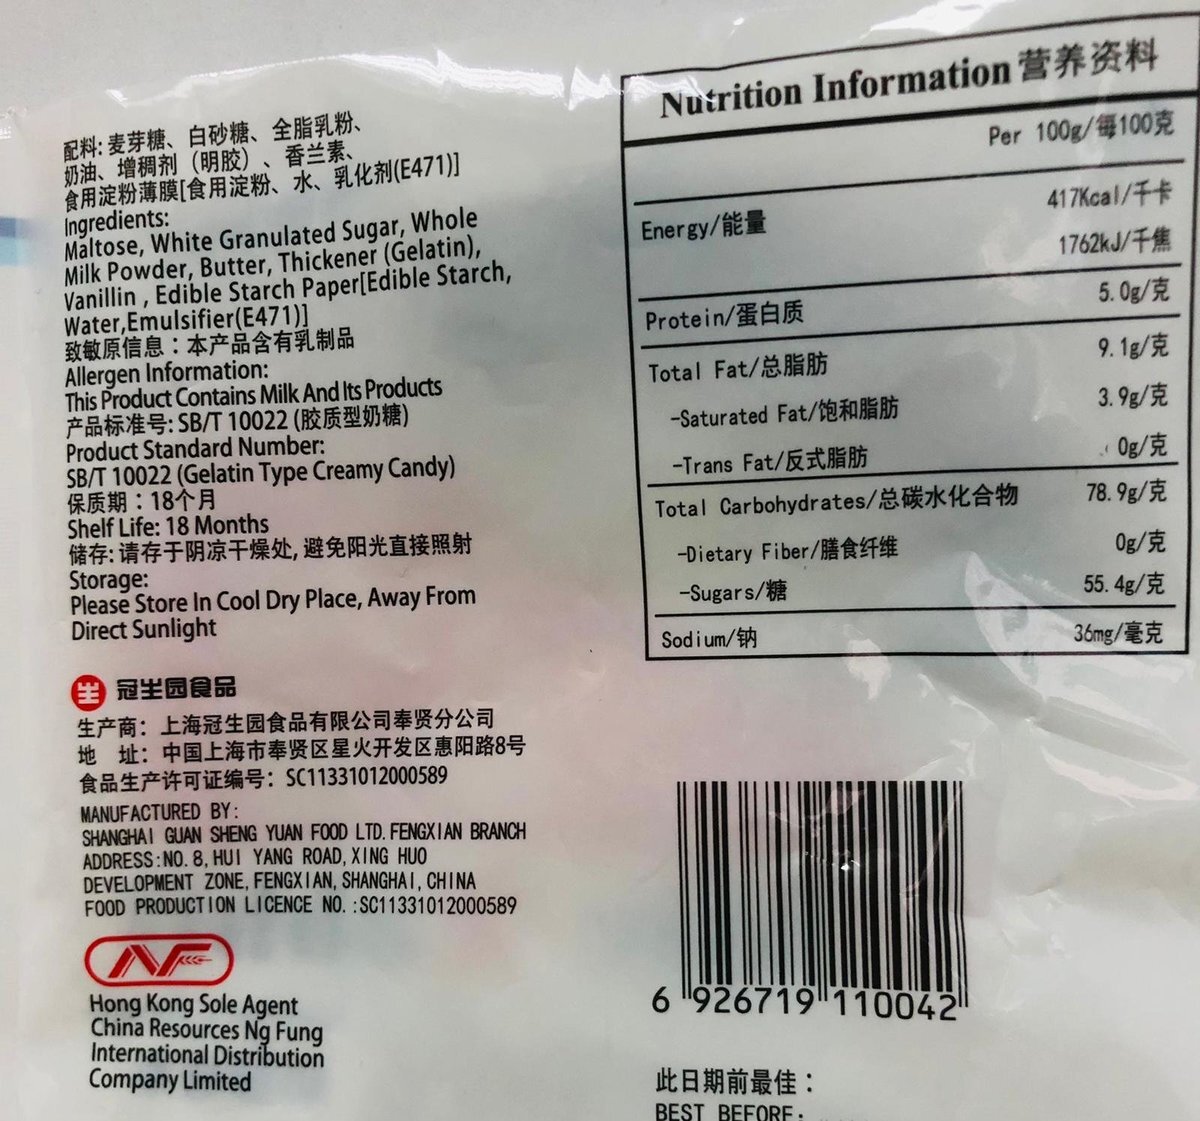 配料: 麦芽糖、白砂糖、全脂乳粉、
奶油、增稠剂（明胶）、香兰素、
食用淀粉薄膜[食用淀粉、水、乳化剂(E471)]
Ingredients:
Maltose, White Granulated Sugar, Whole
Milk Powder, Butter, Thickener (Gelatin),
Vanillin , Edible Starch Paper[Edible Starch,
Water,Emulsifier(E471)]
致敏原信息：本产品含有乳制品
Allergen Information:
This Product Contains Milk And Its Products
产品标准号: SB/T 10022 (胶质型奶糖)
Product Standard Number:
SB/T 10022 (Gelatin Type Creamy Candy)
保质期：18个月
Shelf Life: 18 Months
储存: 请存于阴凉干燥处, 避免阳光直接照射
Storage:
Please Store In Cool Dry Place, Away From
Direct Sunlight
生 冠生园食品
生产商: 上海冠生园食品有限公司奉贤分公司
地 址: 中国上海市奉贤区星火开发区惠阳路8号
食品生产许可证编号: SC11331012000589
MANUFACTURED BY:
SHANGHAI GUAN SHENG YUAN FOOD LTD. FENGXIAN BRANCH
ADDRESS:NO. 8, HUI YANG ROAD, XING HUO
DEVELOPMENT ZONE, FENGXIAN, SHANGHAI, CHINA
FOOD PRODUCTION LICENCE NO. :SC11331012000589
NF
Hong Kong Sole Agent
China Resources Ng Fung
International Distribution
Company Limited
Nutrition Information 营养资料
Per 100g/每100克
Energy/能量 417Kcal/千卡
1762kJ/千焦
Protein/蛋白质 5.0g/克
Total Fat/总脂肪 9.1g/克
-Saturated Fat/饱和脂肪 3.9g/克
-Trans Fat/反式脂肪 0g/克
Total Carbohydrates/总碳水化合物 78.9g/克
-Dietary Fiber/膳食纤维 0g/克
-Sugars/糖 55.4g/克
Sodium/钠 36mg/毫克
6 926719 110042
此日期前最佳：
BEST BEFORE: